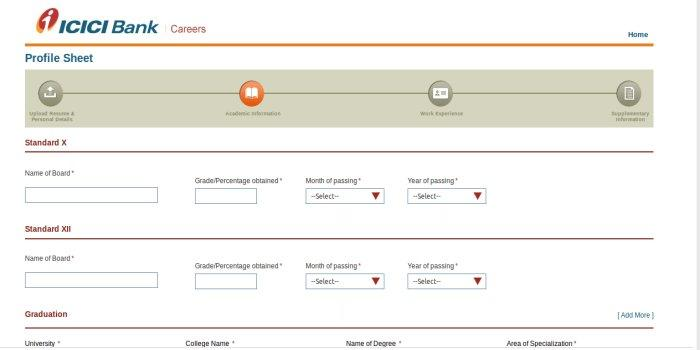 ICICI Bank Careers
Home
Profile Sheet
Upload Resume & Personal Details
Academic Information
Work Experience
Supplementary Information
Standard X
Name of Board *
Grade/Percentage obtained * Month of passing * Year of passing *
--Select-- --Select--
Standard XII
Name of Board *
Grade/Percentage obtained * Month of passing * Year of passing *
--Select-- --Select--
Graduation [ Add More ]
University * College Name * Name of Degree * Area of Specialization *